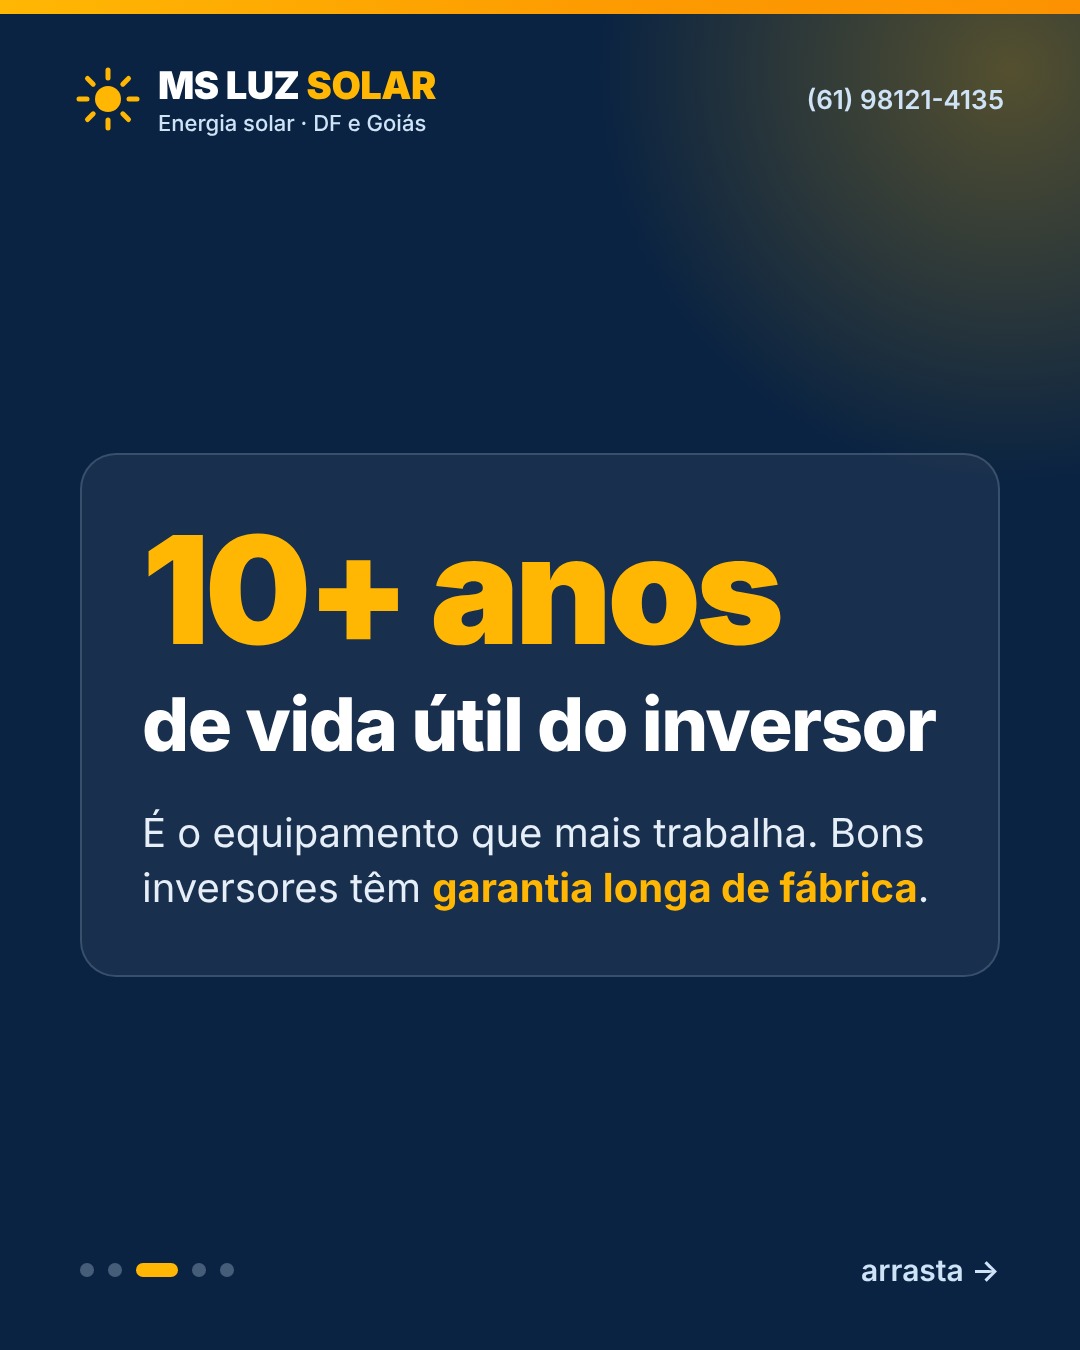 MS LUZ SOLAR
Energia solar · DF e Goiás
(61) 98121-4135
10+ anos
de vida útil do inversor
É o equipamento que mais trabalha. Bons
inversores têm garantia longa de fábrica.
arrasta →